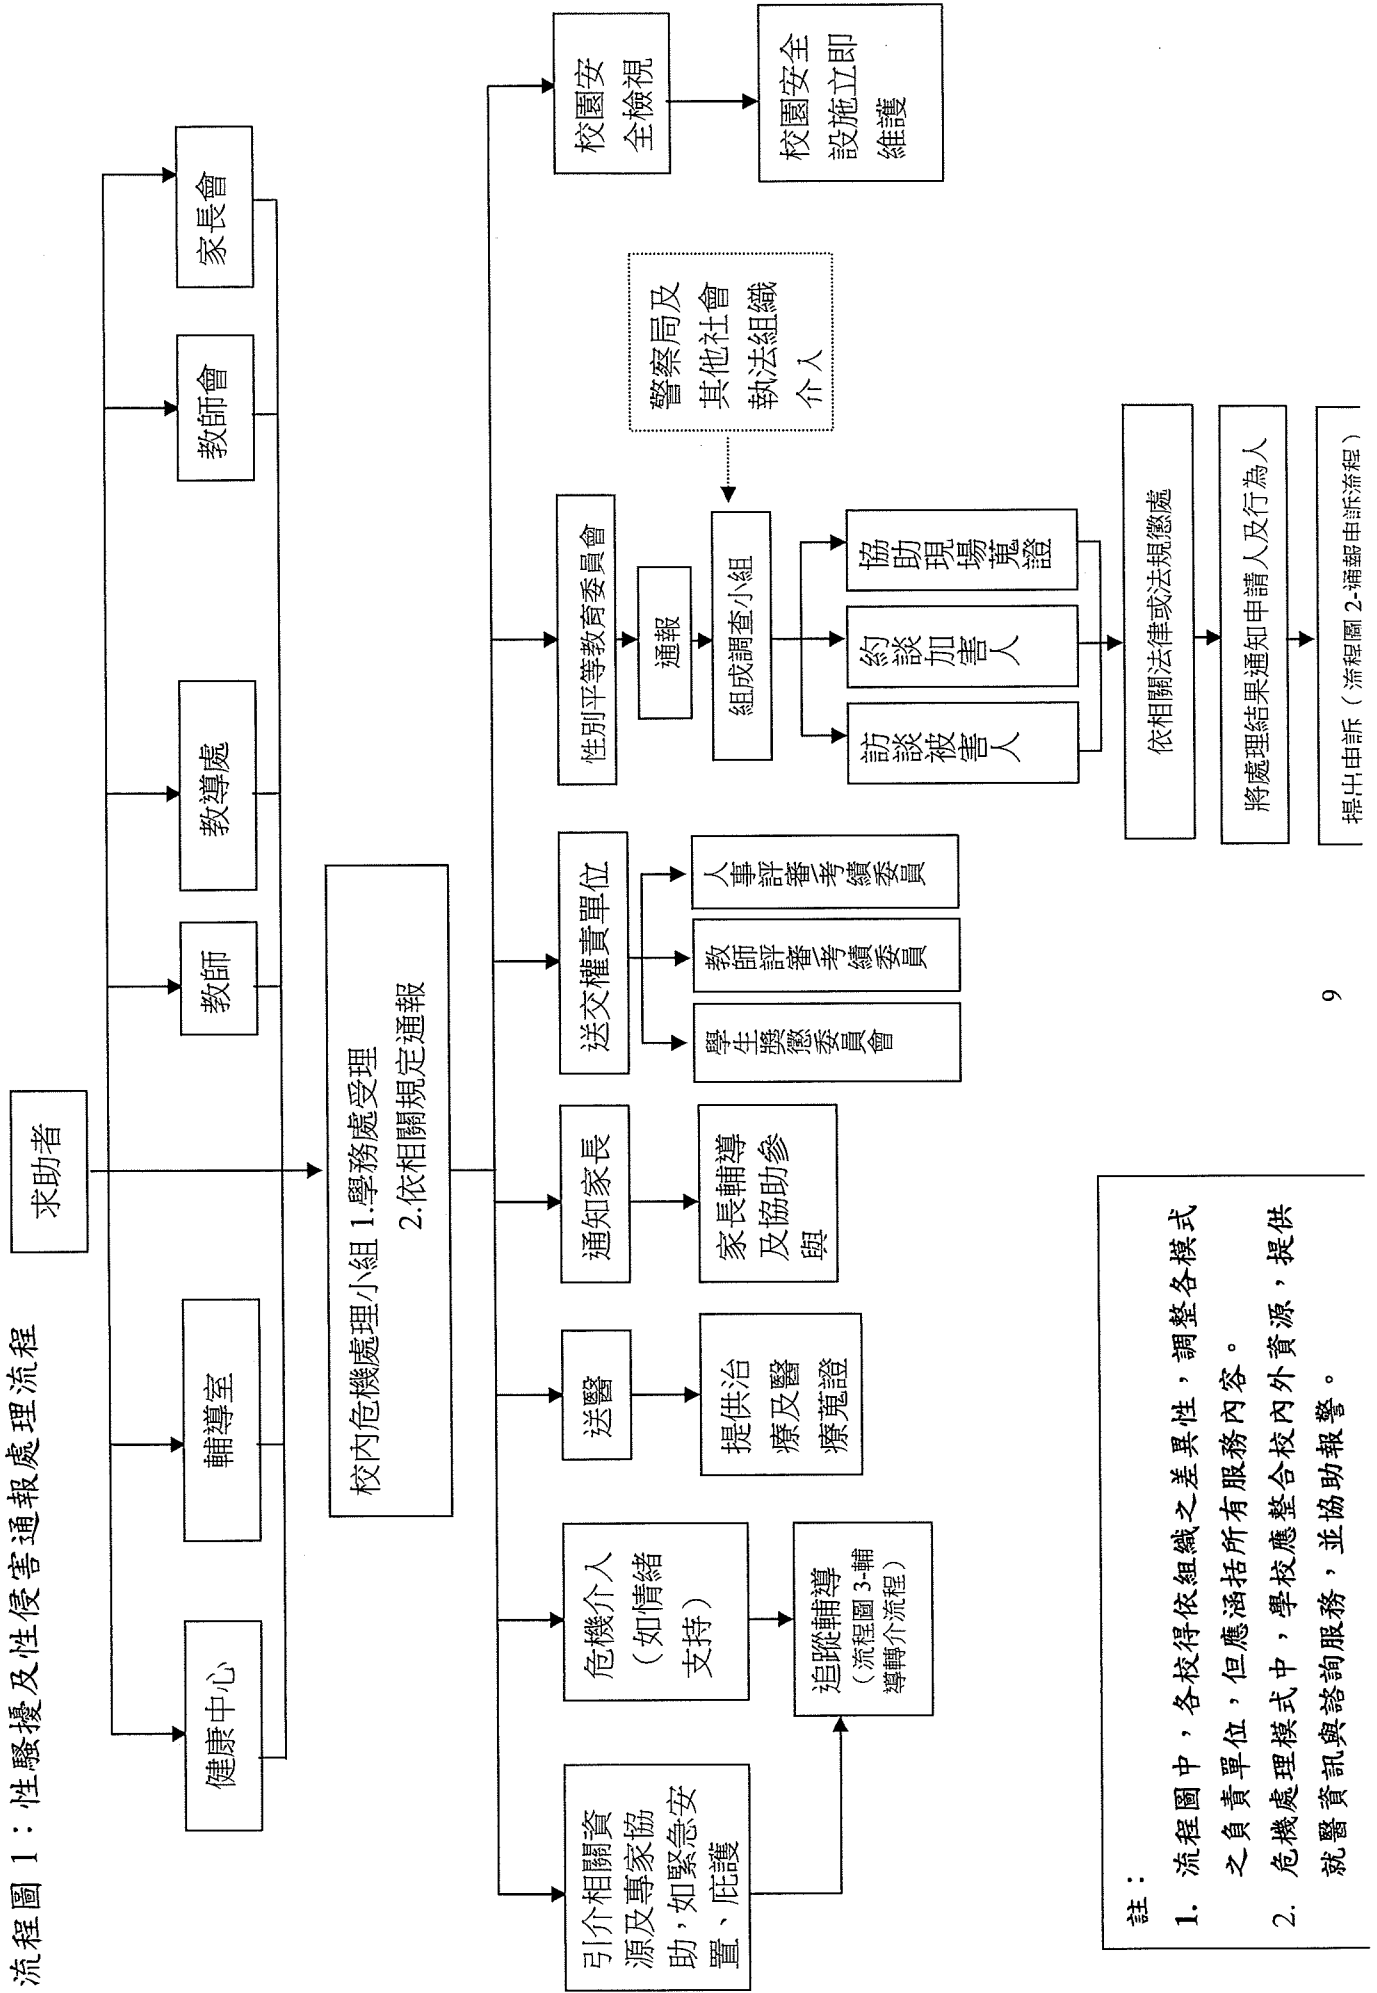 流程圖 1：性騷擾及性侵害通報處理流程
求助者
健康中心
輔導室
教師
教導處
教師會
家長會
校內危機處理小組 1.學務處受理
2.依相關規定通報
引介相關資
源及專家協
助，如緊急安
置、庇護
危機介入
（如情緒
支持）
追蹤輔導
（流程圖 3-輔
導轉介流程）
送醫
提供治
療及醫
療蒐證
通知家長
家長輔導
及協助參
與
送交權責單位
學生獎懲委員會
教師評審考績委員
人事評審考績委員
性別平等教育委員會
通報
組成調查小組
警察局及
其他社會
執法組織
介入
訪談被害人
約談加害人
協助現場蒐證
依相關法律或法規懲處
將處理結果通知申請人及行為人
提出申訴（流程圖 2-通報申訴流程）
校園安
全檢視
校園安全
設施立即
維護
註：
1. 流程圖中，各校得依組織之差異性，調整各模式
之負責單位，但應涵括所有服務內容。
2. 危機處理模式中，學校應整合校內外資源，提供
就醫資訊與諮詢服務，並協助報警。
9